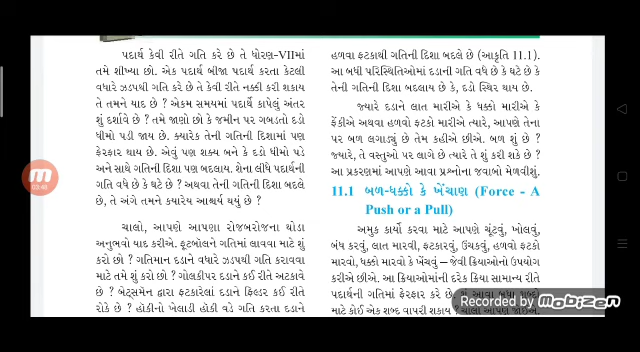 પદાર્થ કેવી રીતે ગતિ કરે છે તે ધોરણ-VIIમાં
તમે શીખ્યા છો. એક પદાર્થ બીજા પદાર્થ કરતા કેટલી
વધારે ઝડપથી ગતિ કરે છે તે કેવી રીતે નક્કી કરી શકાય
તે તમને યાદ છે ? એકમ સમયમાં પદાર્થે કાપેલું અંતર
શું દર્શાવે છે ? તમે જાણો છો કે જમીન પર ગબડતો દડો
ધીમો પડી જાય છે. ક્યારેક તેની ગતિની દિશામાં પણ
ફેરફાર થાય છે. એવું પણ શક્ય બને કે દડો ધીમો પડે
અને સાથે ગતિની દિશા પણ બદલાય. શેના લીધે પદાર્થની
ગતિ વધે છે કે ઘટે છે ? અથવા તેની ગતિની દિશા બદલે
છે, તે અંગે તમને ક્યારેય આશ્ચર્ય થયું છે ?
ચાલો, આપણે આપણા રોજબરોજના થોડા
અનુભવો યાદ કરીએ. ફૂટબોલને ગતિમાં લાવવા માટે શું
કરો છો ? ગતિમાન દડાને વધારે ઝડપથી ગતિ કરાવવા
માટે તમે શું કરો છો ? ગોલકીપર દડાને કઈ રીતે અટકાવે
છે ? બેટ્સમેન દ્વારા ફટકારેલાં દડાને ફિલ્ડર કઈ રીતે
રોકે છે ? હૉકીનો ખેલાડી હૉકી વડે ગતિ કરતા દડાને
હળવા ફટકાથી ગતિની દિશા બદલે છે (આકૃતિ 11.1).
આ બધી પરિસ્થિતિઓમાં દડાની ગતિ વધે છે કે ઘટે છે કે
તેની ગતિની દિશા બદલાય છે કે, દડો સ્થિર થાય છે.
જ્યારે દડાને લાત મારીએ કે ધક્કો મારીએ કે
ફેંકીએ અથવા હળવો ફટકો મારીએ ત્યારે, આપણે તેના
પર બળ લગાડ્યું છે તેમ કહીએ છીએ. બળ શું છે ?
જ્યારે, તે વસ્તુઓ પર લાગે છે ત્યારે તે શું કરી શકે છે ?
આ પ્રકરણમાં આપણે આવા પ્રશ્નોના જવાબો મેળવીશું.
11.1 બળ-ધક્કો કે ખેંચાણ (Force - A
Push or a Pull)
અમુક કાર્યો કરવા માટે આપણે ચૂંટવું, ખોલવું,
બંધ કરવું, લાત મારવી, ફટકારવું, ઉંચકવું, હળવો ફટકો
મારવો, ધક્કો મારવો કે ખેંચવું – જેવી ક્રિયાઓનો ઉપયોગ
કરીએ છીએ. આ ક્રિયાઓમાંની દરેક ક્રિયા સામાન્ય રીતે
પદાર્થની ગતિમાં ફેરફાર કરે છે. આવા બધા
માટે કોઈ એક શબ્દ વાપરી શકાય ? ચાલો આપણે જોઈએ.
03:46
Recorded by
Mobizen